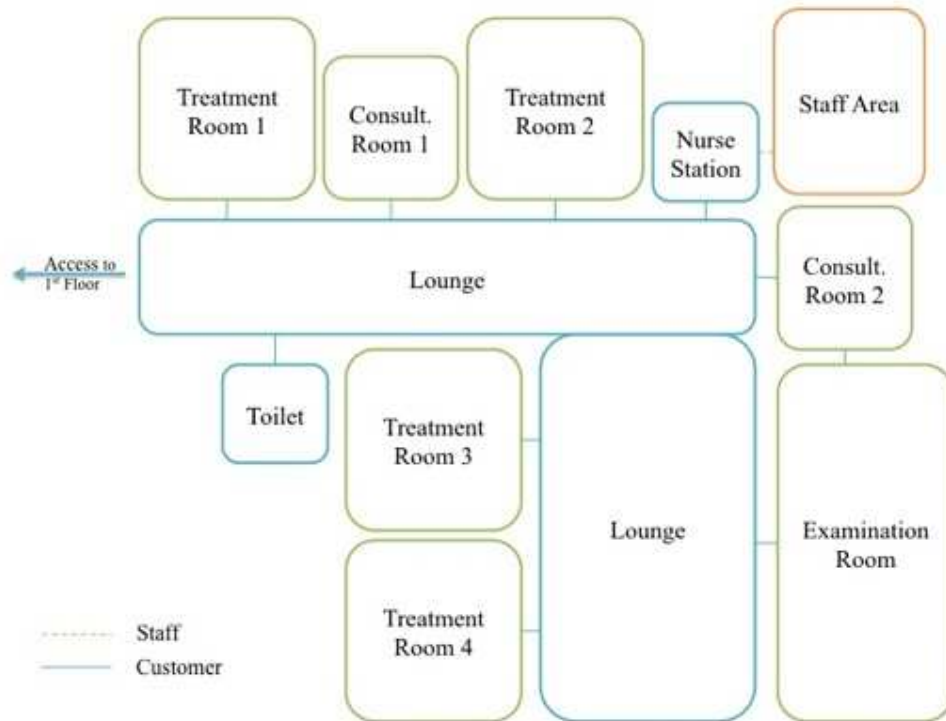 Treatment
Room 1
Consult.
Room 1
Treatment
Room 2
Nurse
Station
Staff Area
Access to
1st Floor
Lounge
Consult.
Room 2
Toilet
Treatment
Room 3
Lounge
Examination
Room
Treatment
Room 4
Staff
Customer